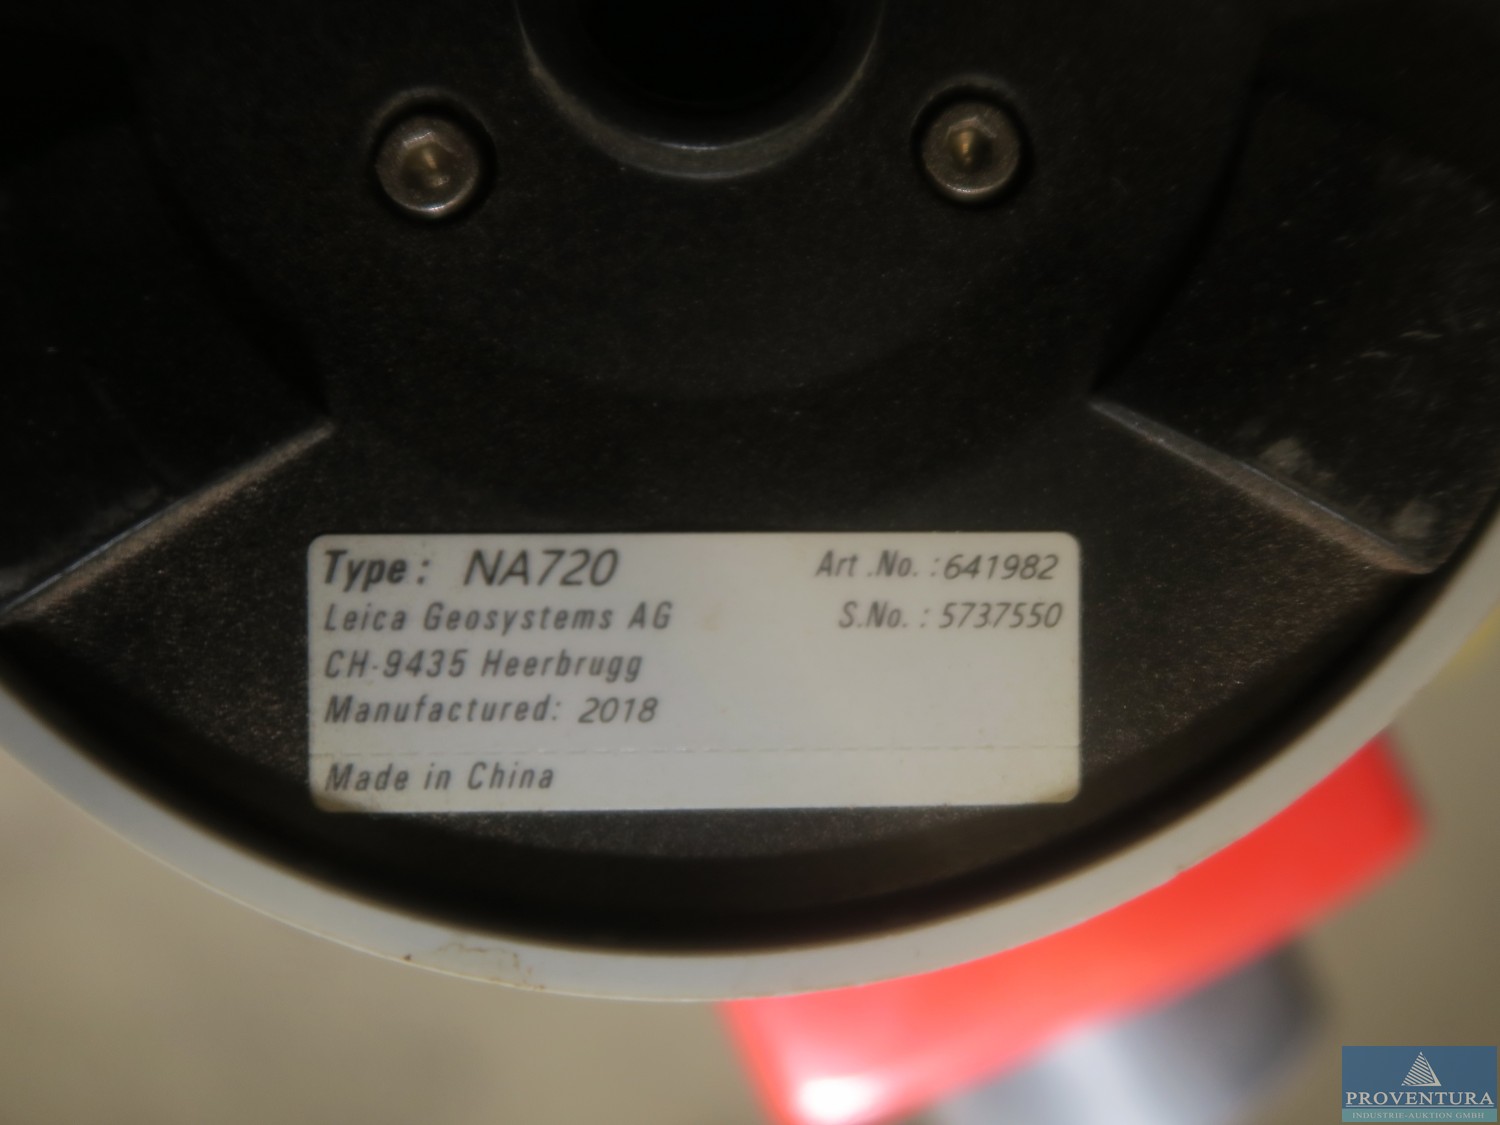 Type: NA720
Art .No. :641982
Leica Geosystems AG
S.No. : 5737550
CH-9435 Heerbrugg
Manufactured: 2018
Made in China
PROVENTURA
INDUSTRIE-AUKTION GMBH